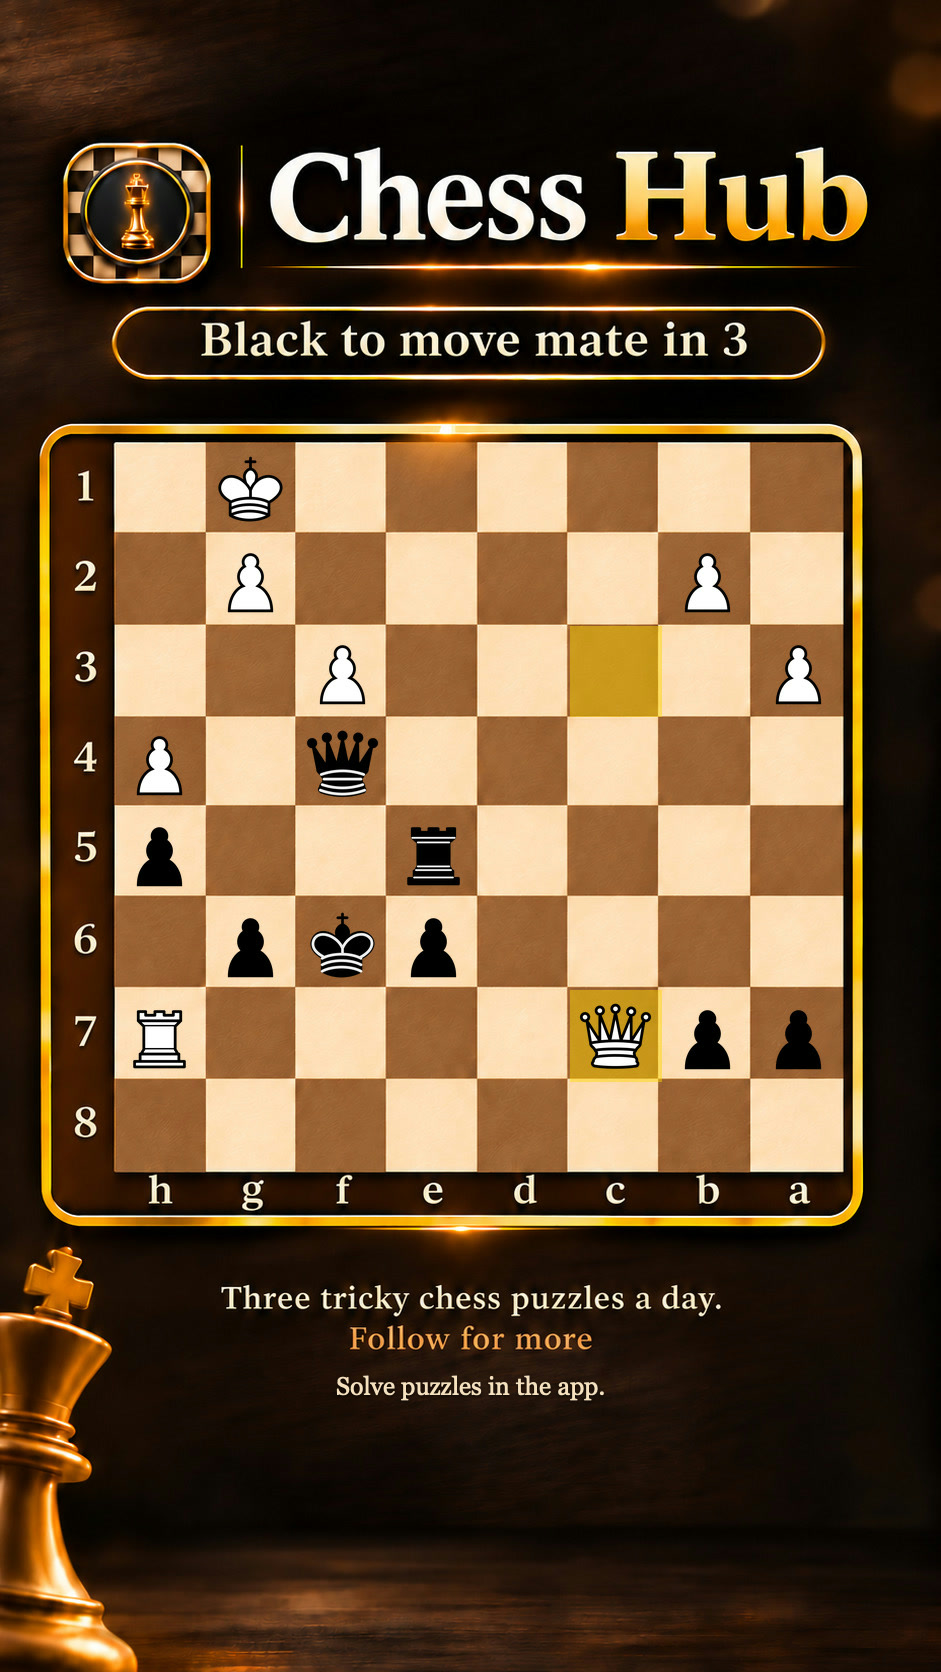 Chess Hub
Black to move mate in 3
1
2
3
4
5
6
7
8
h g f e d c b a
Three tricky chess puzzles a day.
Follow for more
Solve puzzles in the app.